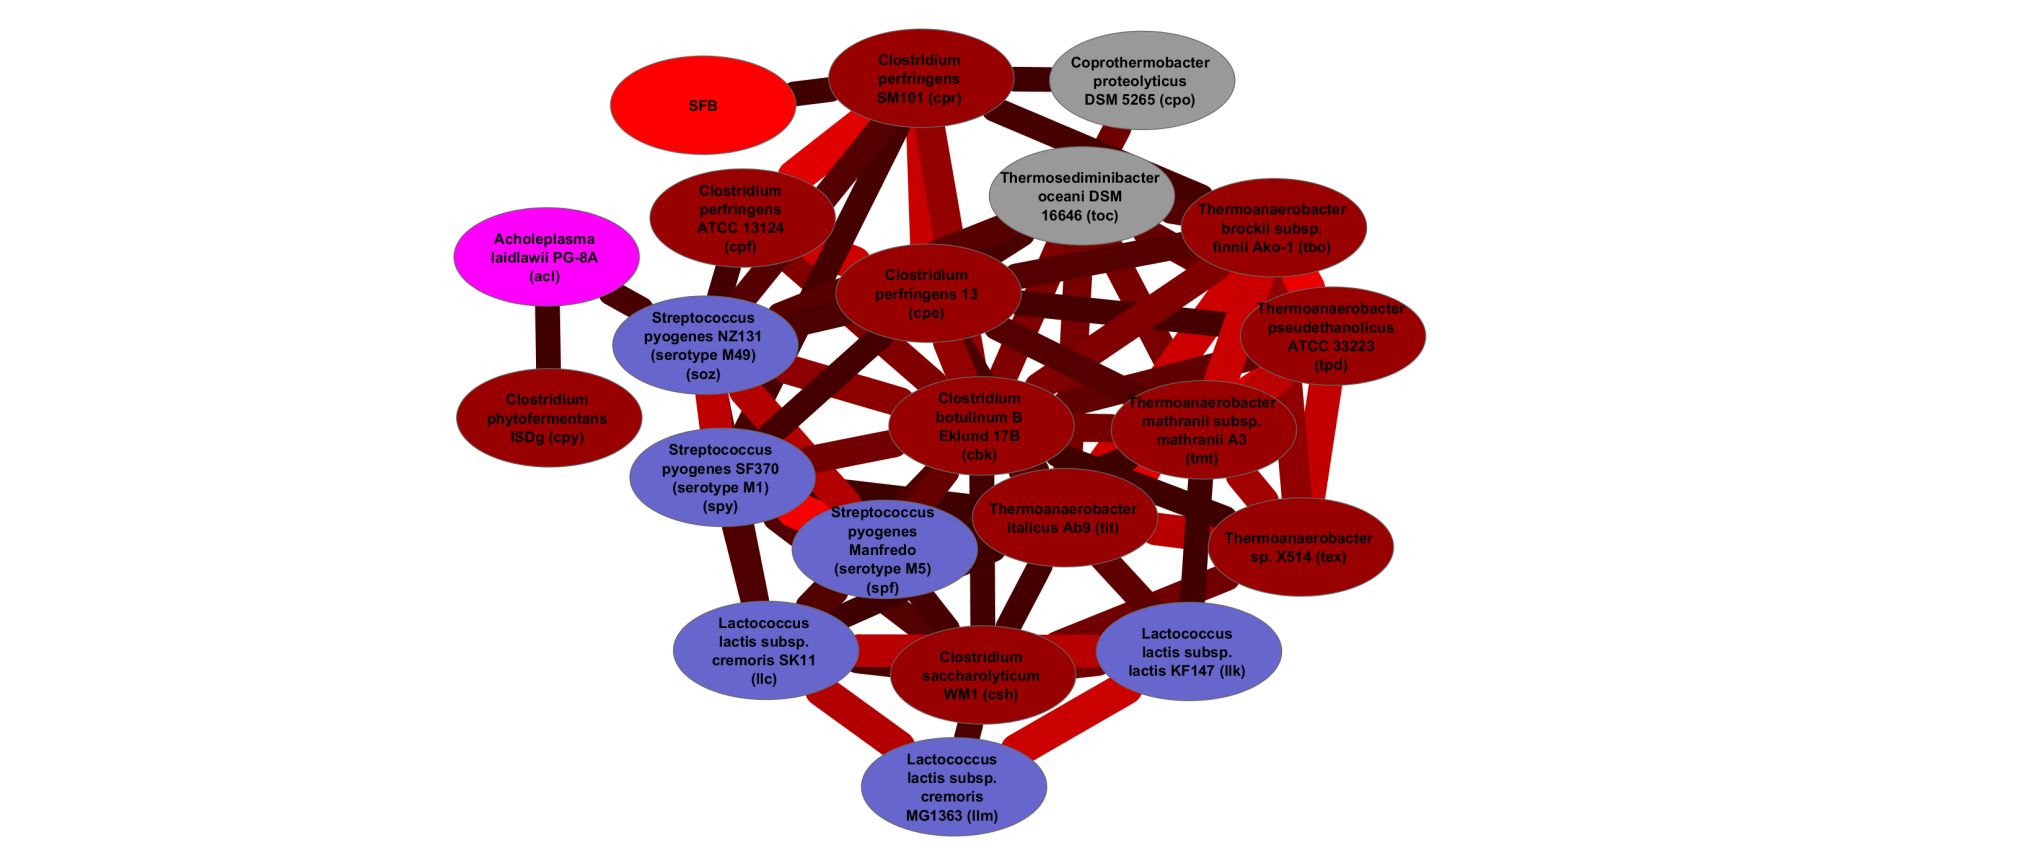 Clostridium
perfringens
SM101 (cpr)
Coprothermobacter
proteolyticus
DSM 5265 (cpo)
SFB
Thermosediminibacter
oceani DSM
16646 (toc)
Clostridium
perfringens
ATCC 13124
(cpf)
Thermoanaerobacter
brockii subsp.
finnii Ako-1 (tbo)
Acholeplasma
laidlawii PG-8A
(acl)
Clostridium
perfringens 13
(cpe)
Thermoanaerobacter
pseudethanolicus
ATCC 33223
(tpd)
Streptococcus
pyogenes NZ131
(serotype M49)
(soz)
Clostridium
phytofermentans
ISDg (cpy)
Clostridium
botulinum B
Eklund 17B
(cbk)
Thermoanaerobacter
mathranii subsp.
mathranii A3
(tmt)
Streptococcus
pyogenes SF370
(serotype M1)
(spy)
Streptococcus
pyogenes
Manfredo
(serotype M5)
(spf)
Thermoanaerobacter
italicus Ab9 (tit)
Thermoanaerobacter
sp. X514 (tex)
Lactococcus
lactis subsp.
cremoris SK11
(llc)
Clostridium
saccharolyticum
WM1 (csh)
Lactococcus
lactis subsp.
lactis KF147 (llk)
Lactococcus
lactis subsp.
cremoris
MG1363 (llm)